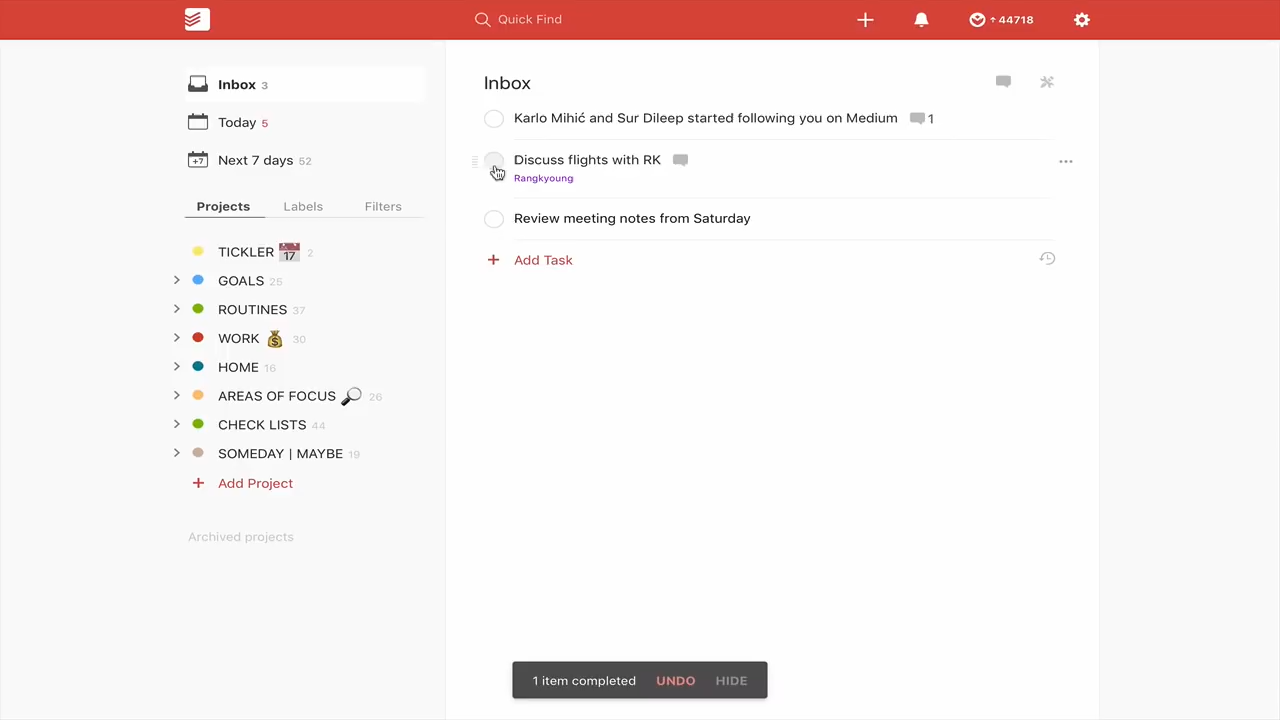 Quick Find
44718
Inbox 3
Today 5
+7 Next 7 days 52
Projects Labels Filters
TICKLER 17 2
GOALS 25
ROUTINES 37
WORK $ 30
HOME 16
AREAS OF FOCUS 26
CHECK LISTS 44
SOMEDAY | MAYBE 19
+ Add Project
Archived projects
Inbox
Karlo Mihić and Sur Dileep started following you on Medium 1
Discuss flights with RK
Rangkyoung
Review meeting notes from Saturday
+ Add Task
1 item completed UNDO HIDE